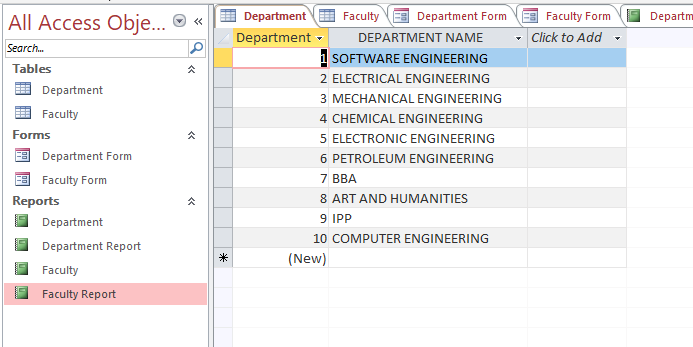 All Access Obje...
Search...
Tables
Department
Faculty
Forms
Department Form
Faculty Form
Reports
Department
Department Report
Faculty
Faculty Report
Department Faculty Department Form Faculty Form Departm
Department DEPARTMENT NAME Click to Add
1 SOFTWARE ENGINEERING
2 ELECTRICAL ENGINEERING
3 MECHANICAL ENGINEERING
4 CHEMICAL ENGINEERING
5 ELECTRONIC ENGINEERING
6 PETROLEUM ENGINEERING
7 BBA
8 ART AND HUMANITIES
9 IPP
10 COMPUTER ENGINEERING
(New)